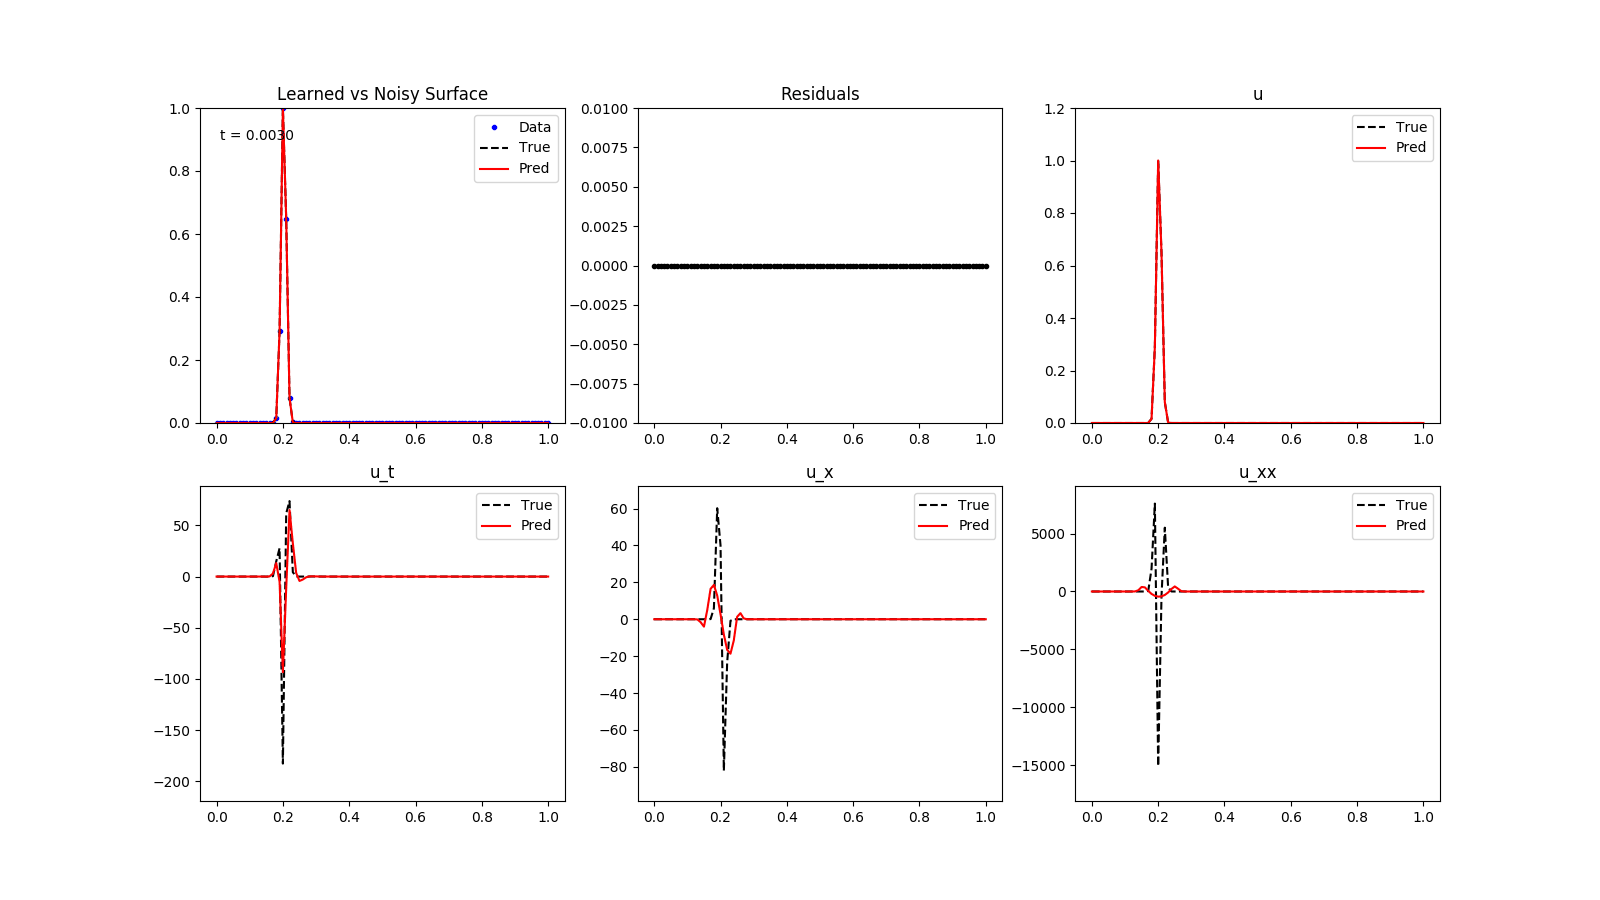 Learned vs Noisy Surface
1.0
0.8
0.6
0.4
0.2
0.0
t = 0.0030
Data
True
Pred
0.0 0.2 0.4 0.6 0.8 1.0
Residuals
0.0100
0.0075
0.0050
0.0025
0.0000
−0.0025
−0.0050
−0.0075
−0.0100
0.0 0.2 0.4 0.6 0.8 1.0
u
1.2
1.0
0.8
0.6
0.4
0.2
0.0
True
Pred
0.0 0.2 0.4 0.6 0.8 1.0
u_t
50
0
−50
−100
−150
−200
True
Pred
0.0 0.2 0.4 0.6 0.8 1.0
u_x
60
40
20
0
−20
−40
−60
−80
True
Pred
0.0 0.2 0.4 0.6 0.8 1.0
u_xx
5000
0
−5000
−10000
−15000
True
Pred
0.0 0.2 0.4 0.6 0.8 1.0